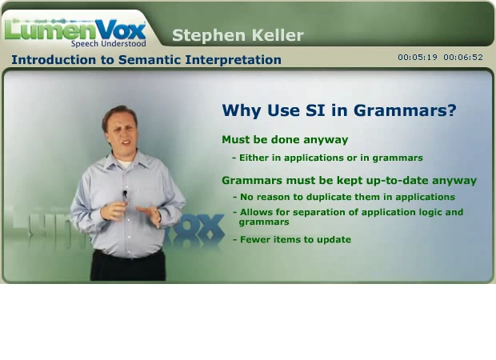 LumenVox
Speech Understood
Stephen Keller
Introduction to Semantic Interpretation
00:05:19 00:06:52
Why Use SI in Grammars?
Must be done anyway
- Either in applications or in grammars
Grammars must be kept up-to-date anyway
- No reason to duplicate them in applications
- Allows for separation of application logic and
grammars
- Fewer items to update
LumenVox